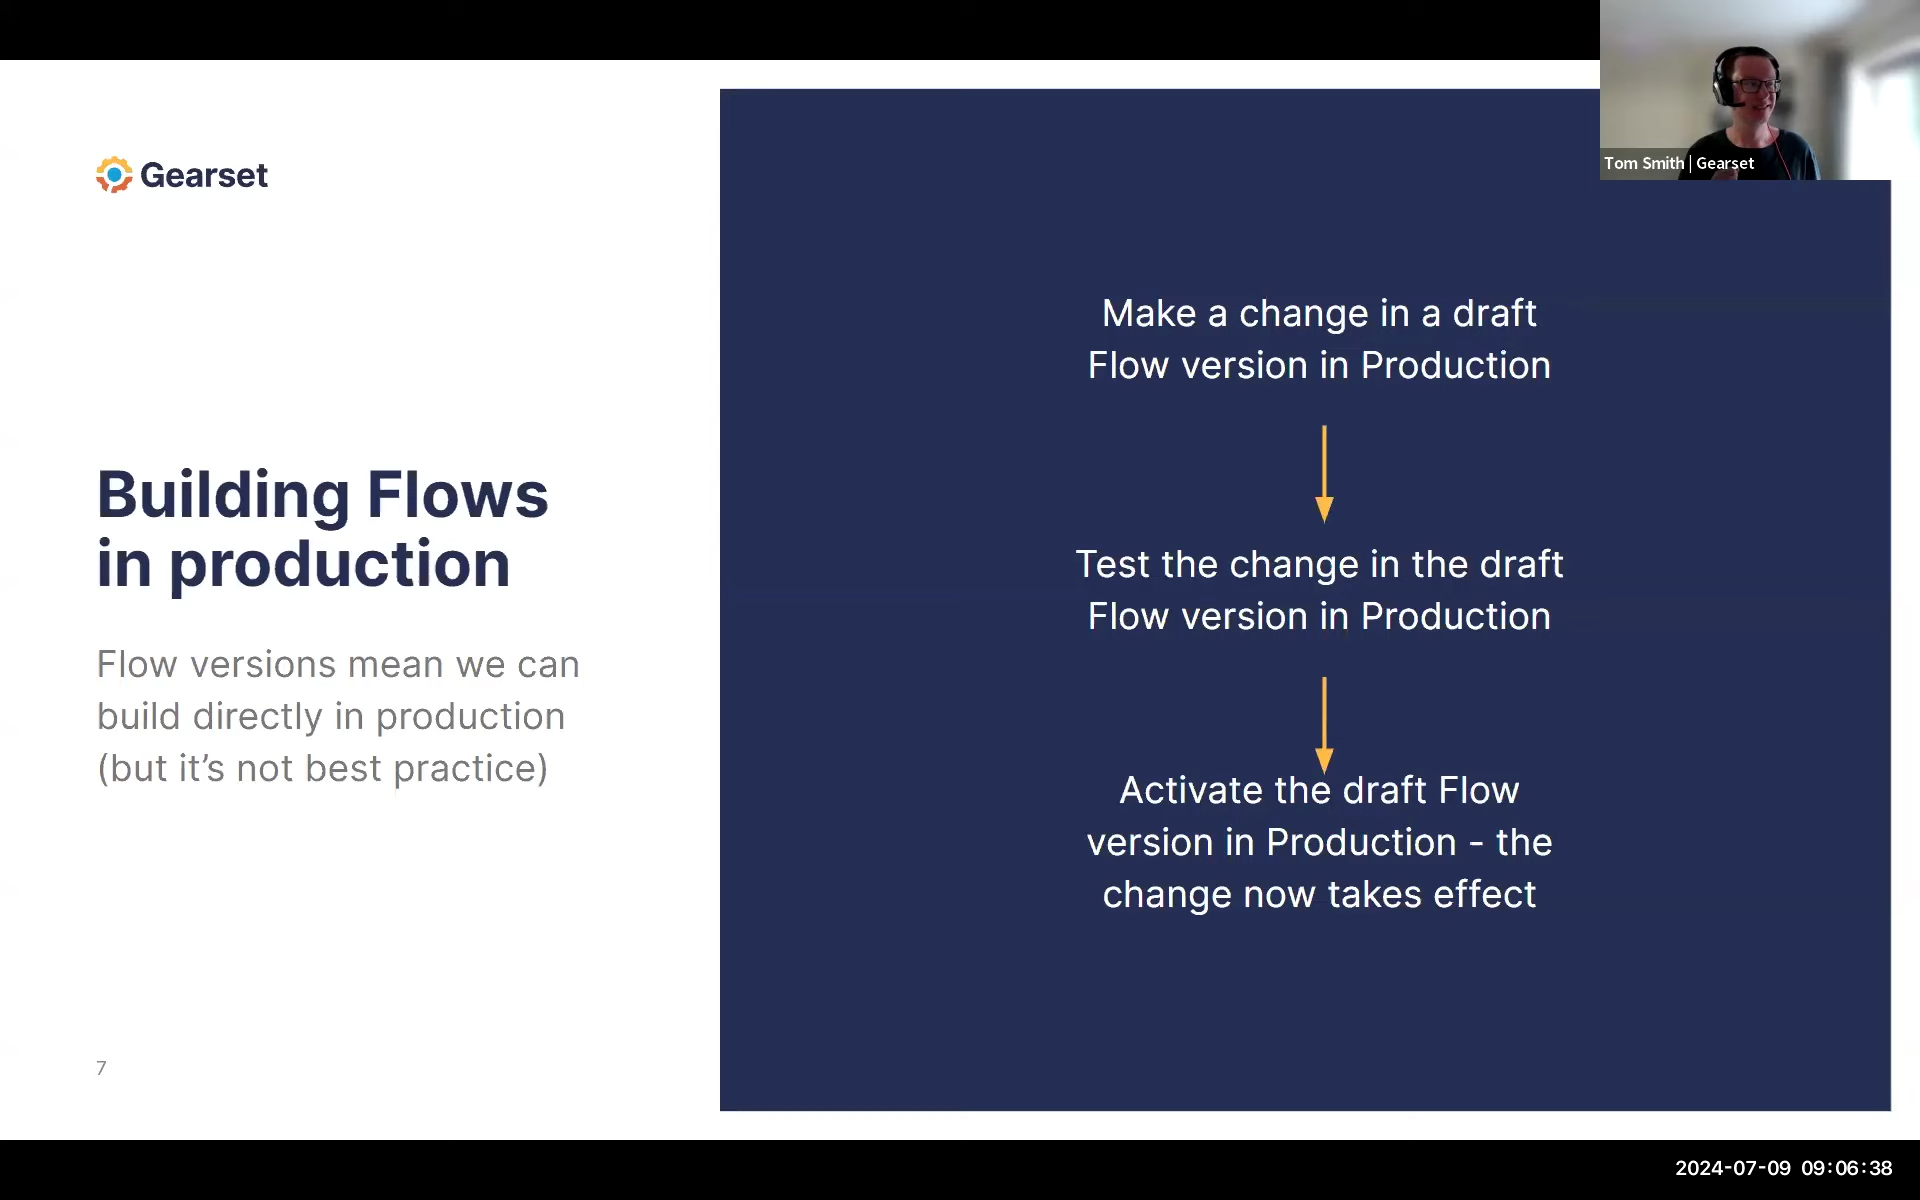 Gearset
Building Flows
in production
Flow versions mean we can
build directly in production
(but it’s not best practice)
7
Make a change in a draft
Flow version in Production
Test the change in the draft
Flow version in Production
Activate the draft Flow
version in Production - the
change now takes effect
Tom Smith | Gearset
2024-07-09 09:06:38